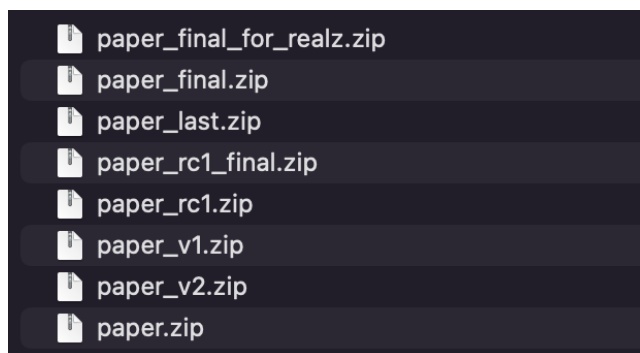 paper_final_for_realz.zip
paper_final.zip
paper_last.zip
paper_rc1_final.zip
paper_rc1.zip
paper_v1.zip
paper_v2.zip
paper.zip